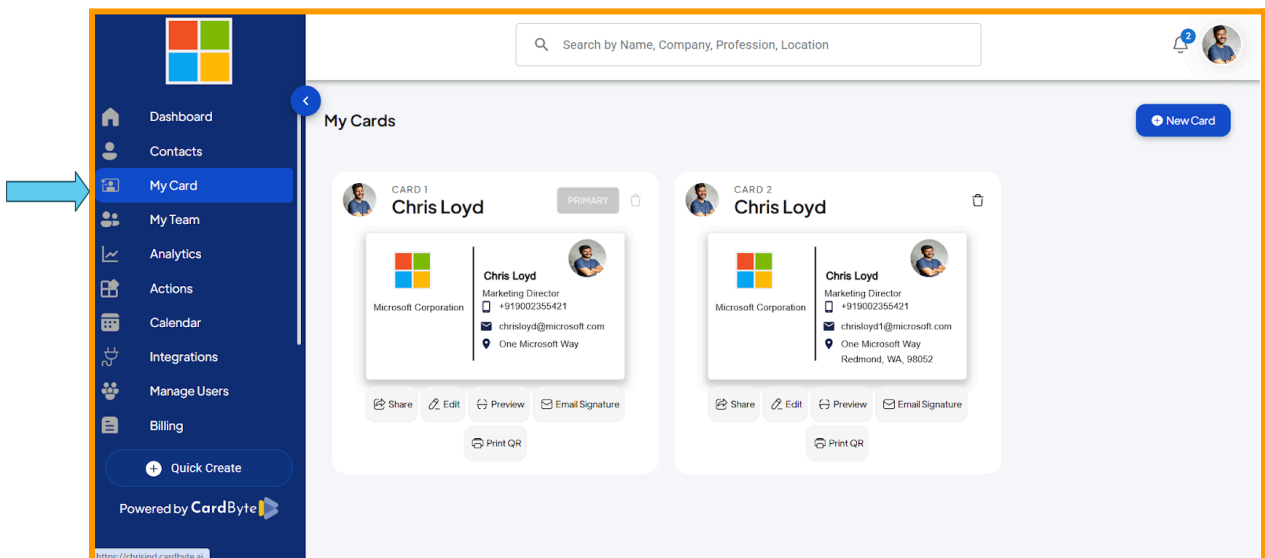 Search by Name, Company, Profession, Location
2
Dashboard
Contacts
My Card
My Team
Analytics
Actions
Calendar
Integrations
Manage Users
Billing
Quick Create
Powered by CardByte
https://chrisind.cardbyte.ai
My Cards
New Card
CARD 1
Chris Loyd
PRIMARY
Microsoft Corporation
Chris Loyd
Marketing Director
+919002355421
chrisloyd@microsoft.com
One Microsoft Way
Share
Edit
Preview
Email Signature
Print QR
CARD 2
Chris Loyd
Microsoft Corporation
Chris Loyd
Marketing Director
+919002355421
chrisloyd1@microsoft.com
One Microsoft Way
Redmond, WA, 98052
Share
Edit
Preview
Email Signature
Print QR